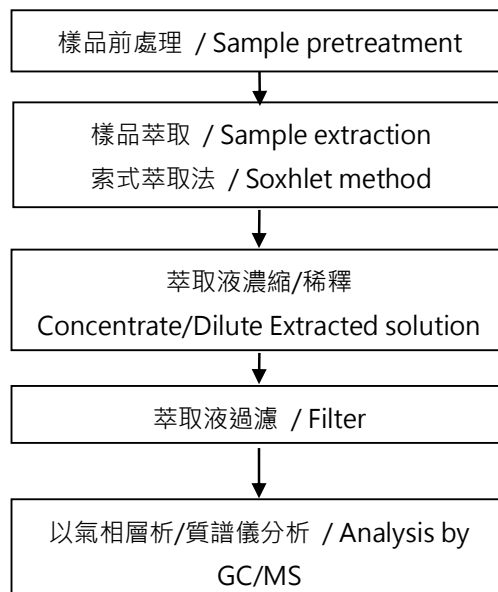 樣品前處理 / Sample pretreatment
樣品萃取 / Sample extraction
索式萃取法 / Soxhlet method
萃取液濃縮/稀釋
Concentrate/Dilute Extracted solution
萃取液過濾 / Filter
以氣相層析/質譜儀分析 / Analysis by
GC/MS